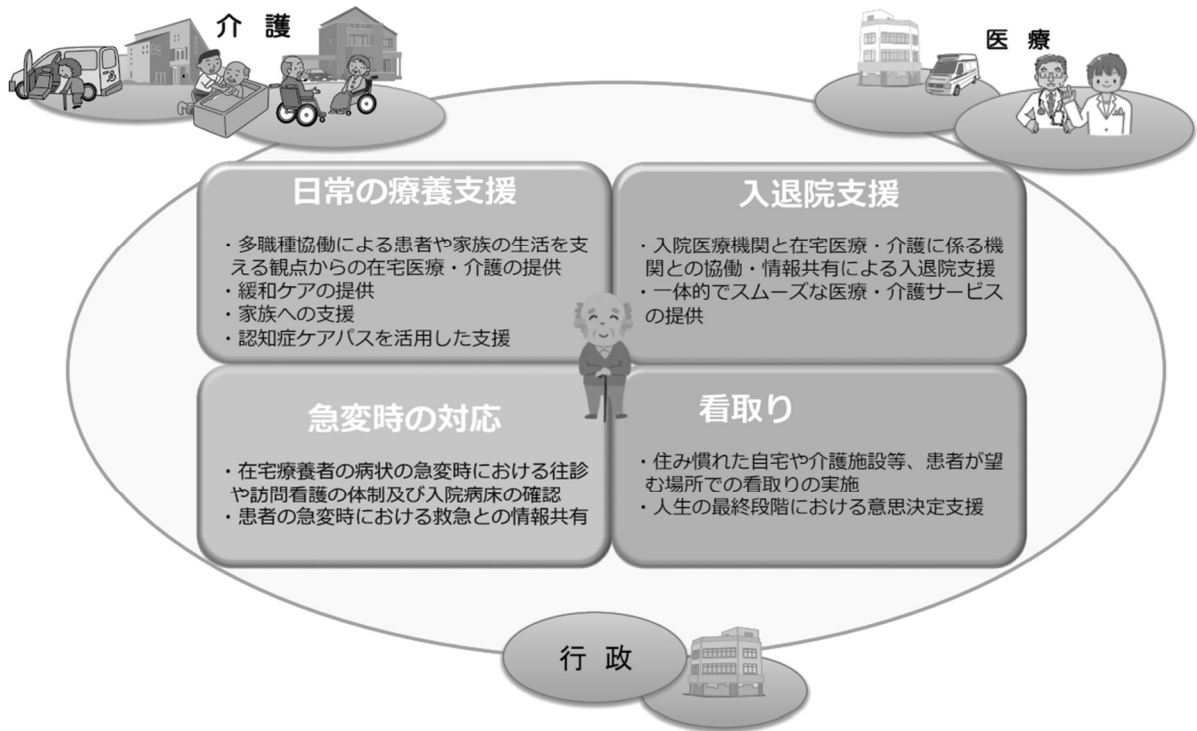 介護
医療
日常の療養支援
・多職種協働による患者や家族の生活を支
える観点からの在宅医療・介護の提供
・緩和ケアの提供
・家族への支援
・認知症ケアパスを活用した支援
入退院支援
・入院医療機関と在宅医療・介護に係る機
関との協働・情報共有による入退院支援
・一体的でスムーズな医療・介護サービス
の提供
急変時の対応
・在宅療養者の病状の急変時における往診
や訪問看護の体制及び入院病床の確認
・患者の急変時における救急との情報共有
看取り
・住み慣れた自宅や介護施設等、患者が望
む場所での看取りの実施
・人生の最終段階における意思決定支援
行政